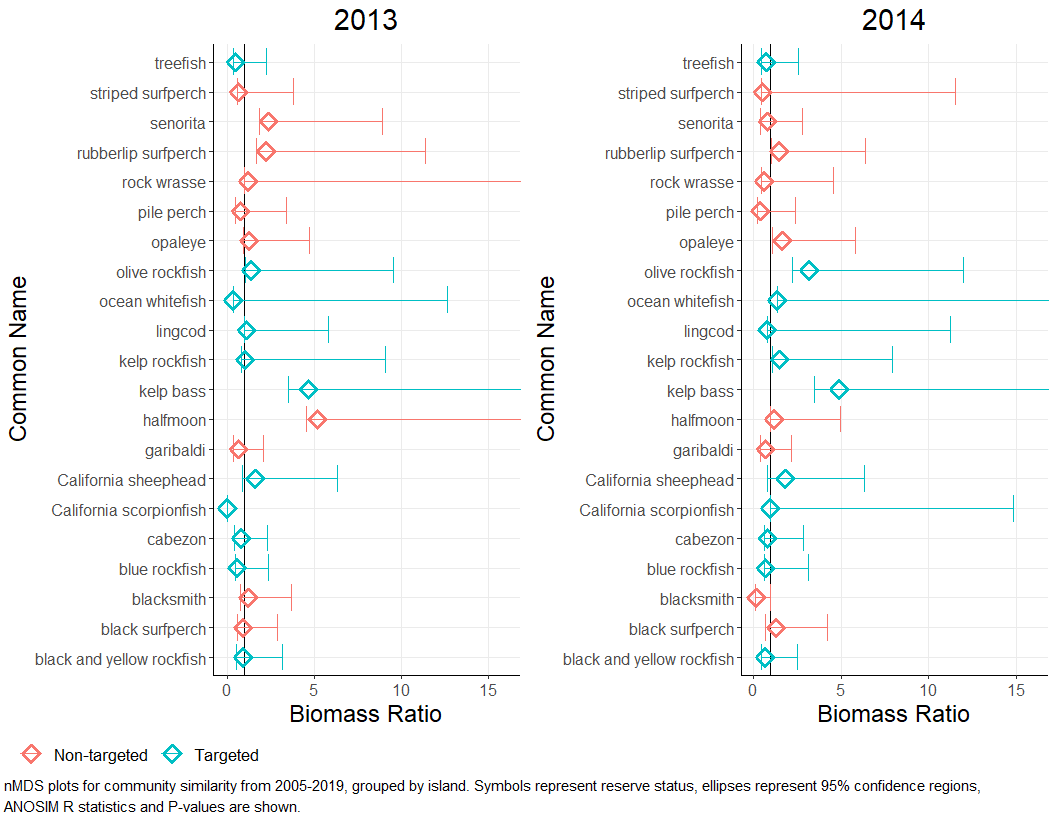 2013
treefish
striped surfperch
senorita
rubberlip surfperch
rock wrasse
pile perch
opaleye
olive rockfish
ocean whitefish
lingcod
kelp rockfish
kelp bass
halfmoon
garibaldi
California sheephead
California scorpionfish
cabezon
blue rockfish
blacksmith
black surfperch
black and yellow rockfish
Common Name
0 5 10 15
Biomass Ratio
2014
treefish
striped surfperch
senorita
rubberlip surfperch
rock wrasse
pile perch
opaleye
olive rockfish
ocean whitefish
lingcod
kelp rockfish
kelp bass
halfmoon
garibaldi
California sheephead
California scorpionfish
cabezon
blue rockfish
blacksmith
black surfperch
black and yellow rockfish
Common Name
0 5 10 15
Biomass Ratio
Non-targeted Targeted
nMDS plots for community similarity from 2005-2019, grouped by island. Symbols represent reserve status, ellipses represent 95% confidence regions,
ANOSIM R statistics and P-values are shown.